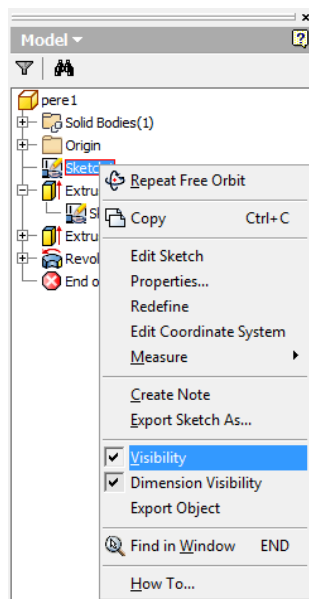 Model
pere1
Solid Bodies(1)
Origin
Extru
Extru
Revol
End o
Repeat Free Orbit
Copy Ctrl+C
Edit Sketch
Properties...
Redefine
Edit Coordinate System
Measure
Create Note
Export Sketch As...
Visibility
Dimension Visibility
Export Object
Find in Window END
How To...